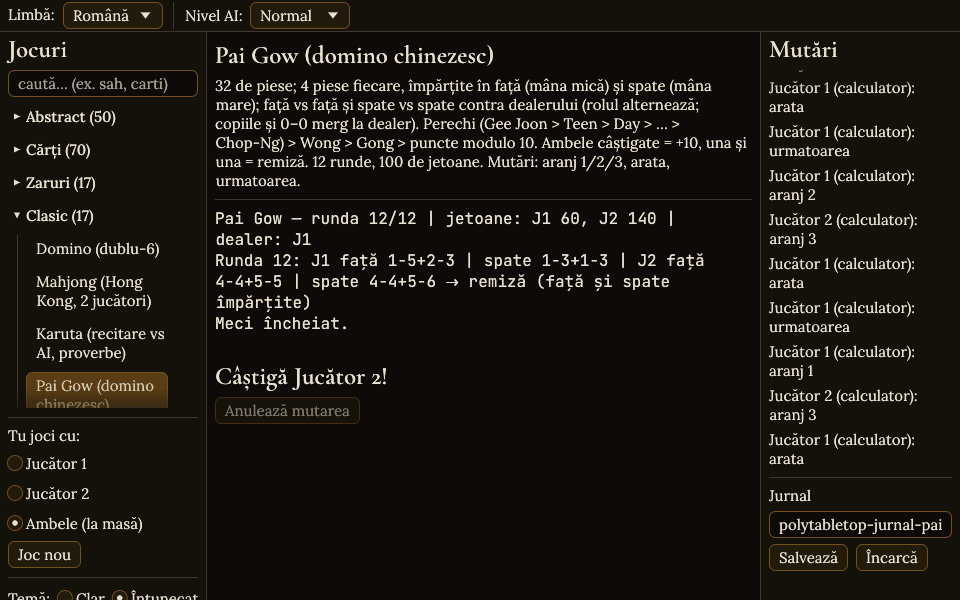 Limbă:
Română ▼
Nivel AI:
Normal ▼
Jocuri
caută... (ex. sah, carti)
▸ Abstract (50)
▸ Cărți (70)
▸ Zaruri (17)
▾ Clasic (17)
Domino (dublu-6)
Mahjong (Hong
Kong, 2 jucători)
Karuta (recitare vs
AI, proverbe)
Pai Gow (domino
chinezesc)
Tu joci cu:
Jucător 1
Jucător 2
Ambele (la masă)
Joc nou
Temă:
Clar
Întunecat
Pai Gow (domino chinezesc)
32 de piese; 4 piese fiecare, împărțite în față (mâna mică) și spate (mâna
mare); față vs față și spate vs spate contra dealerului (rolul alternează;
copiile și 0–0 merg la dealer). Perechi (Gee Joon > Teen > Day > … >
Chop-Ng) > Wong > Gong > puncte modulo 10. Ambele câștigate = +10, una și
una = remiză. 12 runde, 100 de jetoane. Mutări: aranj 1/2/3, arata,
urmatoarea.
Pai Gow — runda 12/12 | jetoane: J1 60, J2 140 |
dealer: J1
Runda 12: J1 față 1-5+2-3 | spate 1-3+1-3 | J2 față
4-4+5-5 | spate 4-4+5-6 → remiză (față și spate
împărțite)
Meci încheiat.
Câștigă Jucător 2!
Anulează mutarea
Mutări
Jucător 1 (calculator):
arata
Jucător 1 (calculator):
urmatoarea
Jucător 1 (calculator):
aranj 2
Jucător 2 (calculator):
aranj 3
Jucător 1 (calculator):
arata
Jucător 1 (calculator):
urmatoarea
Jucător 1 (calculator):
aranj 1
Jucător 2 (calculator):
aranj 3
Jucător 1 (calculator):
arata
Jurnal
polytabletop-jurnal-pai
Salvează
Încarcă